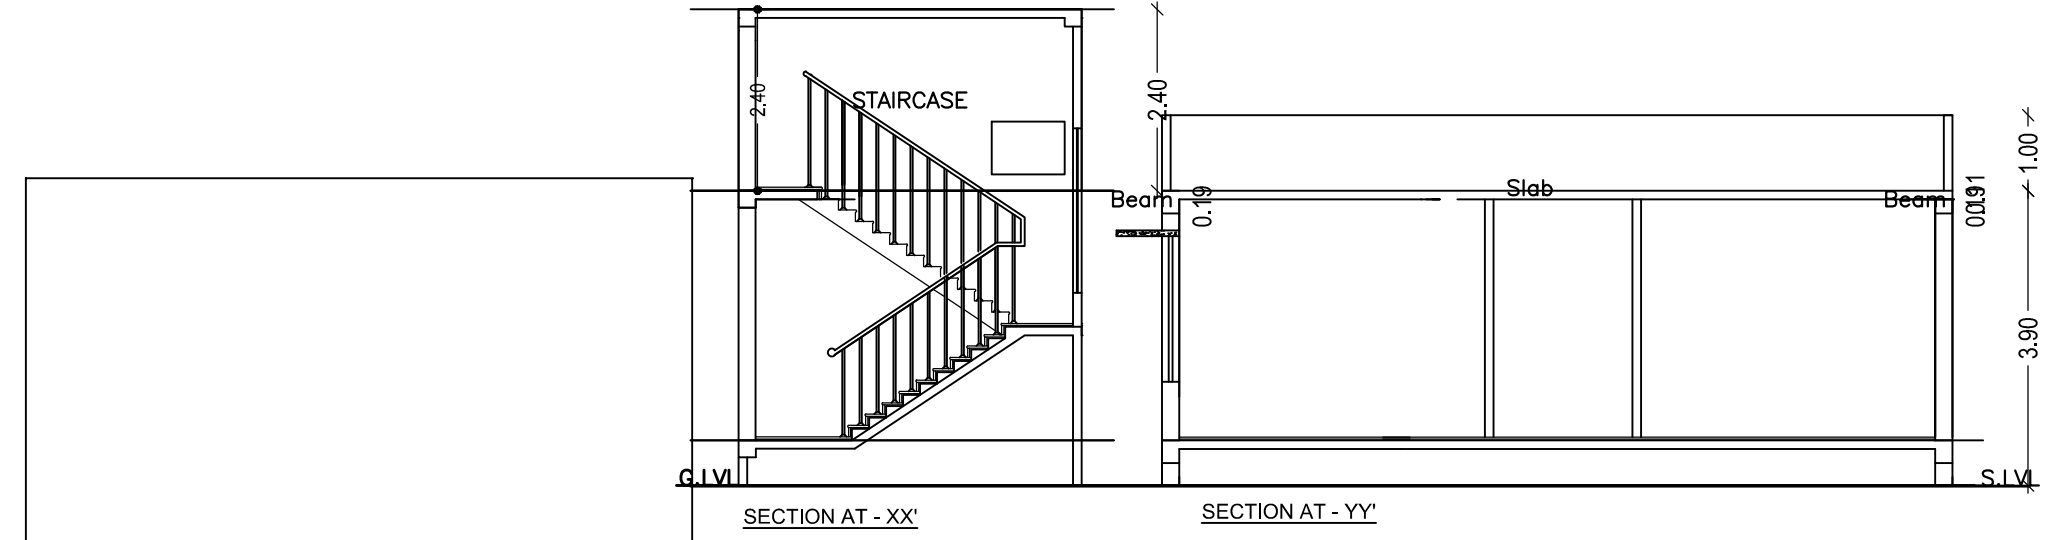 2.40
STAIRCASE
2.40
1.00
Beam
0.19
Slab
Beam
3.90
G.LVL
S.LVL
SECTION AT - XX'
SECTION AT - YY'